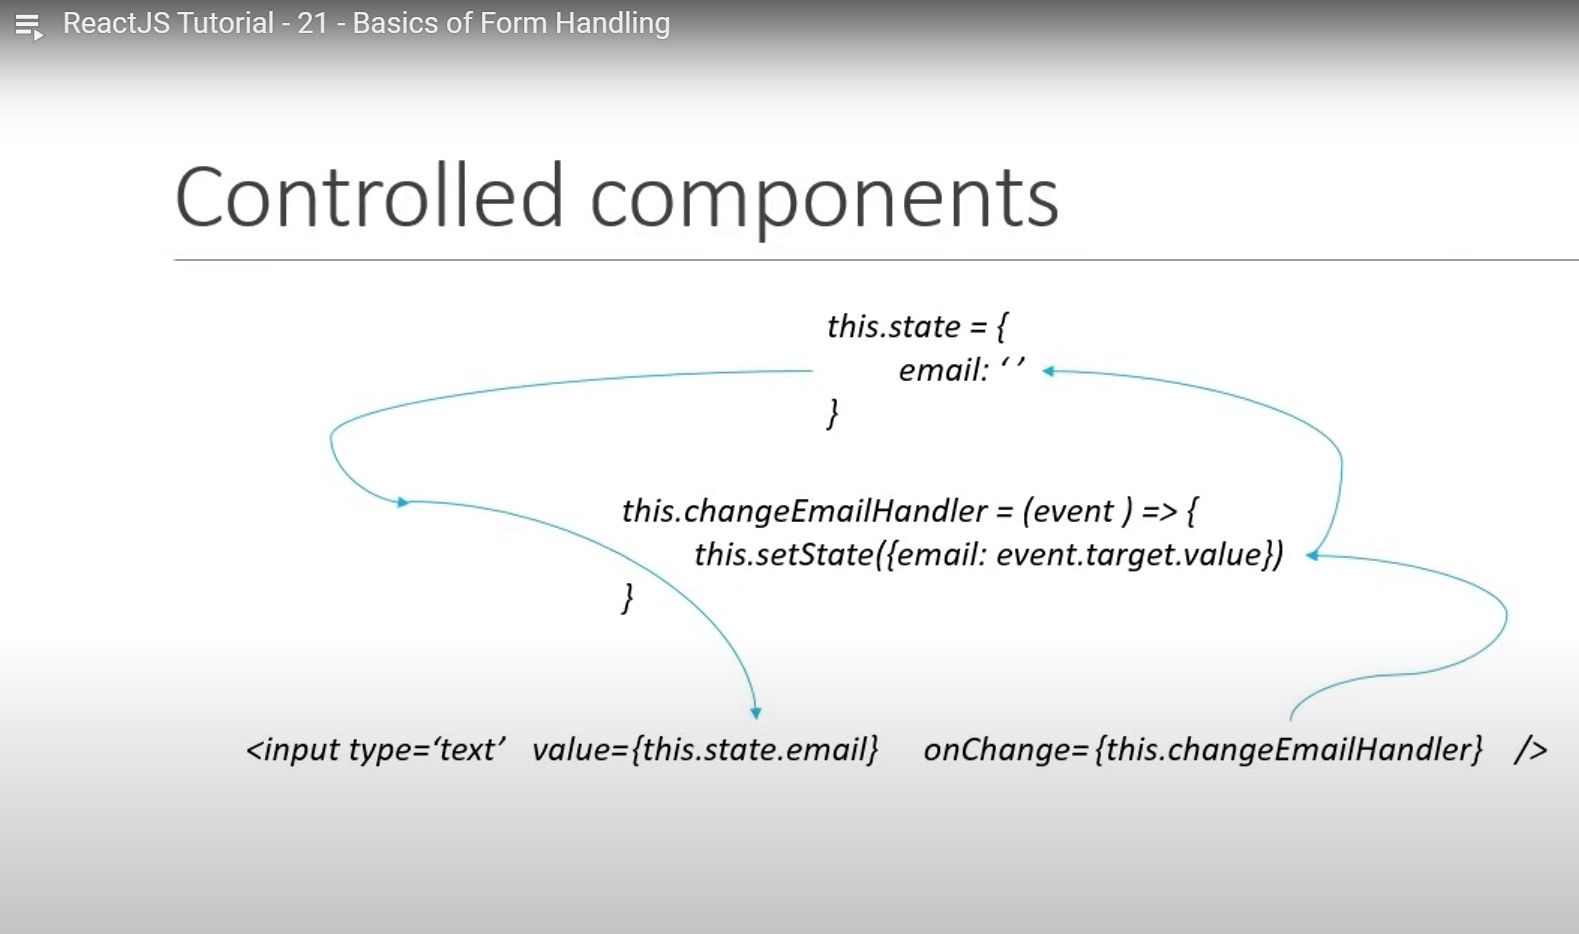 ReactJS Tutorial - 21 - Basics of Form Handling
Controlled components
this.state = {
email: ‘ ’
}
this.changeEmailHandler = (event ) => {
this.setState({email: event.target.value})
}
<input type=‘text’ value={this.state.email} onChange={this.changeEmailHandler} />